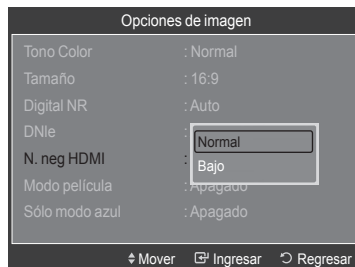 Opciones de imagen
Tono Color : Normal
Tamaño : 16:9
Digital NR : Auto
DNIe :
Normal
N. neg HDMI :
Bajo
Modo película : Apagado
Sólo modo azul : Apagado
Mover Ingresar Regresar